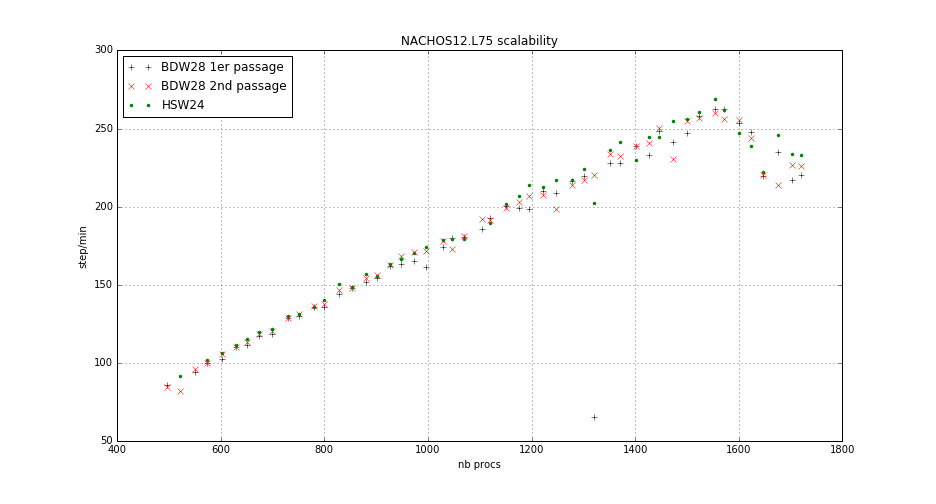 NACHOS12.L75 scalability
300
250
200
150
100
50
step/min
BDW28 1er passage
BDW28 2nd passage
HSW24
400 600 800 1000 1200 1400 1600 1800
nb procs